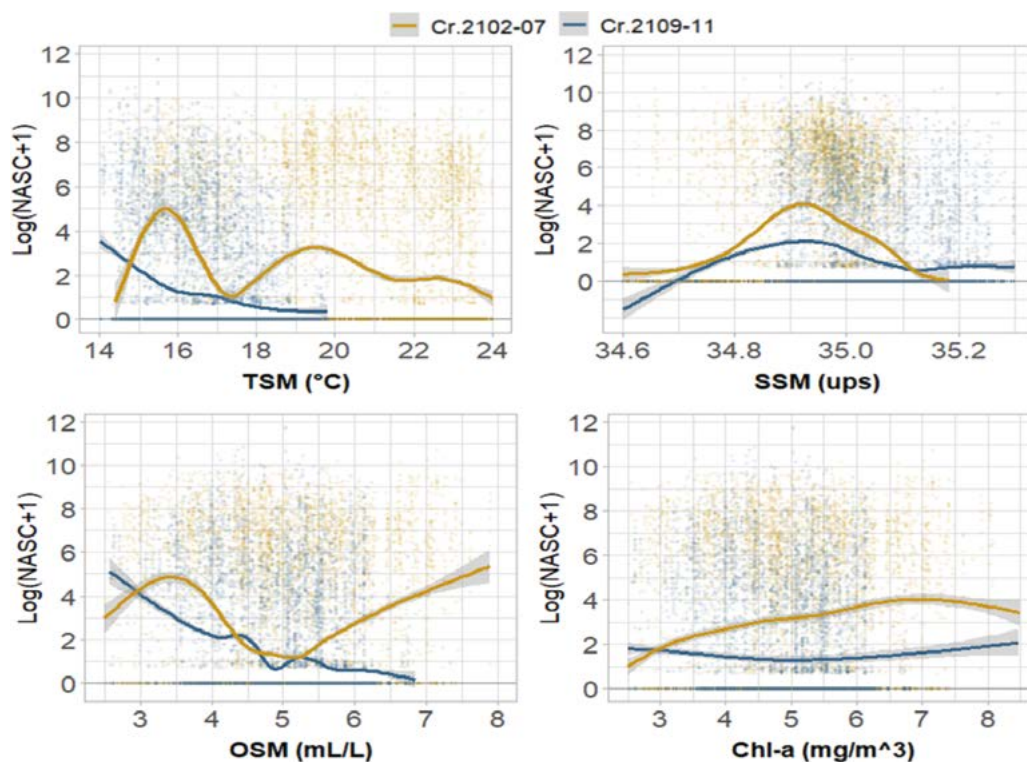 Cr.2102-07 Cr.2109-11
12
10
8
6
4
2
0
Log(NASC+1)
14 16 18 20 22 24
TSM (°C)
12
10
8
6
4
2
0
Log(NASC+1)
34.6 34.8 35.0 35.2
SSM (ups)
12
10
8
6
4
2
0
Log(NASC+1)
3 4 5 6 7 8
OSM (mL/L)
12
10
8
6
4
2
0
Log(NASC+1)
3 4 5 6 7 8
Chl-a (mg/m^3)